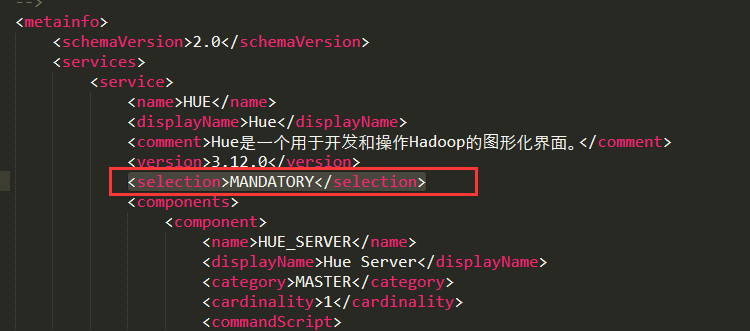 -->
<metainfo>
<schemaVersion>2.0</schemaVersion>
<services>
<service>
<name>HUE</name>
<displayName>Hue</displayName>
<comment>Hue是一个用于开发和操作Hadoop的图形化界面。</comment>
<version>3.12.0</version>
<selection>MANDATORY</selection>
<components>
<component>
<name>HUE_SERVER</name>
<displayName>Hue Server</displayName>
<category>MASTER</category>
<cardinality>1</cardinality>
<commandScript>